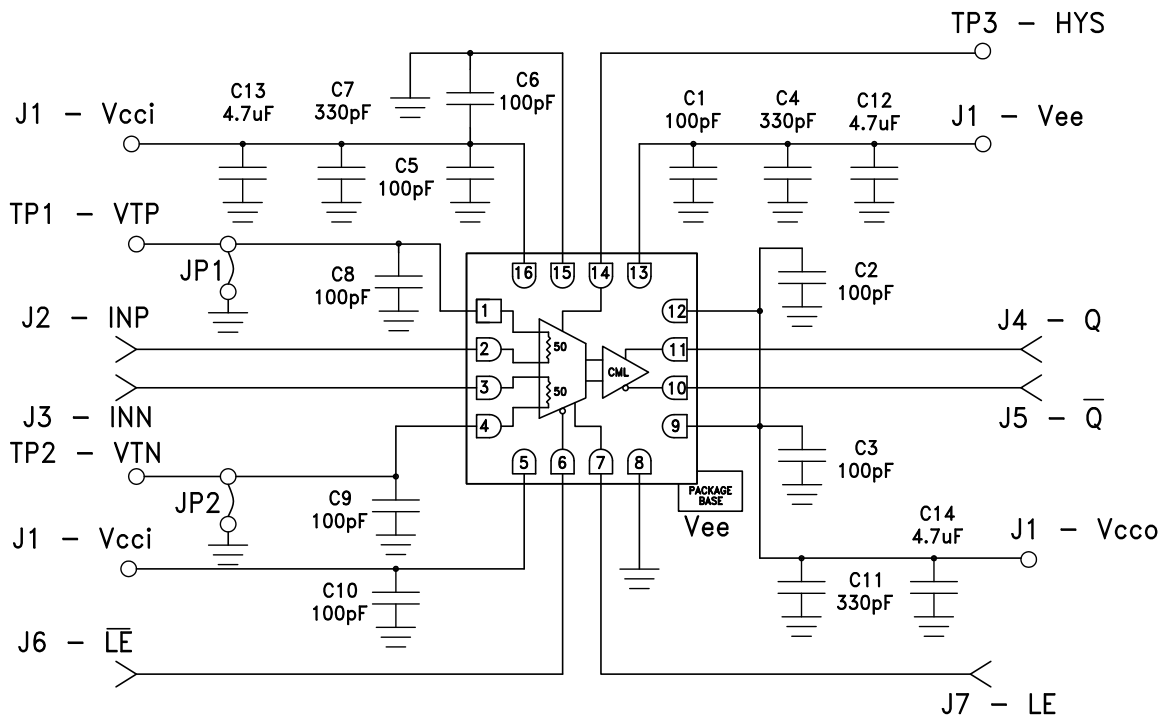 TP3 - HYS
C6
100pF
C13
4.7uF
C7
330pF
J1 - Vcci
C5
100pF
C1
100pF
C4
330pF
C12
4.7uF
J1 - Vee
TP1 - VTP
JP1
C8
100pF
16
15
14
13
C2
100pF
J2 - INP
1
2
3
4
50
50
CML
12
11
10
9
J4 - Q
J3 - INN
J5 - Q̅
TP2 - VTN
JP2
C9
100pF
5
6
7
8
C3
100pF
PACKAGE
BASE
Vee
J1 - Vcci
C10
100pF
C14
4.7uF
J1 - Vcco
C11
330pF
J6 - L̅E̅
J7 - LE